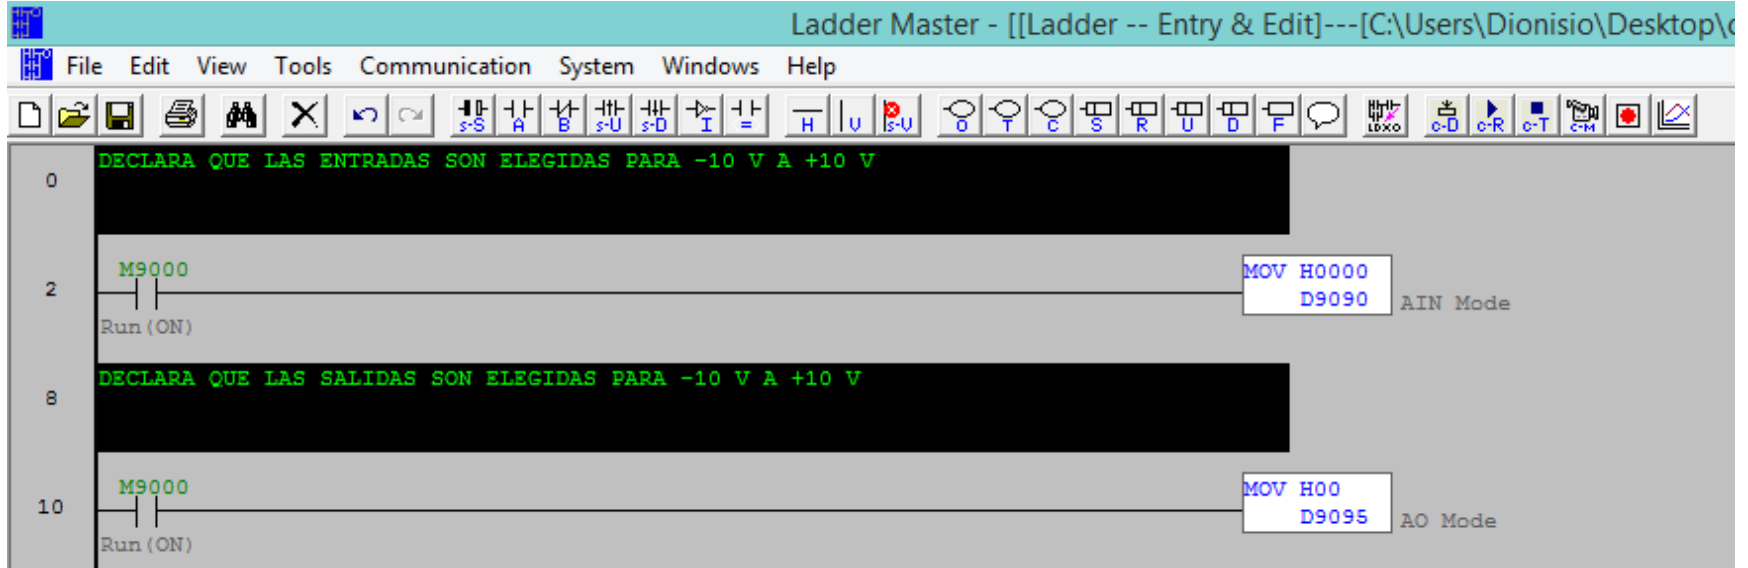 Ladder Master - [[Ladder -- Entry & Edit]---[C:\Users\Dionisio\Desktop\
File Edit View Tools Communication System Windows Help
s-S A B s-U s-D I = H V s-V O T C S R U D F LDXO c-D c-R c-T c-M
0
DECLARA QUE LAS ENTRADAS SON ELEGIDAS PARA -10 V A +10 V
M9000
MOV H0000
2
D9090
AIN Mode
Run(ON)
DECLARA QUE LAS SALIDAS SON ELEGIDAS PARA -10 V A +10 V
8
M9000
MOV H00
10
D9095
AO Mode
Run(ON)